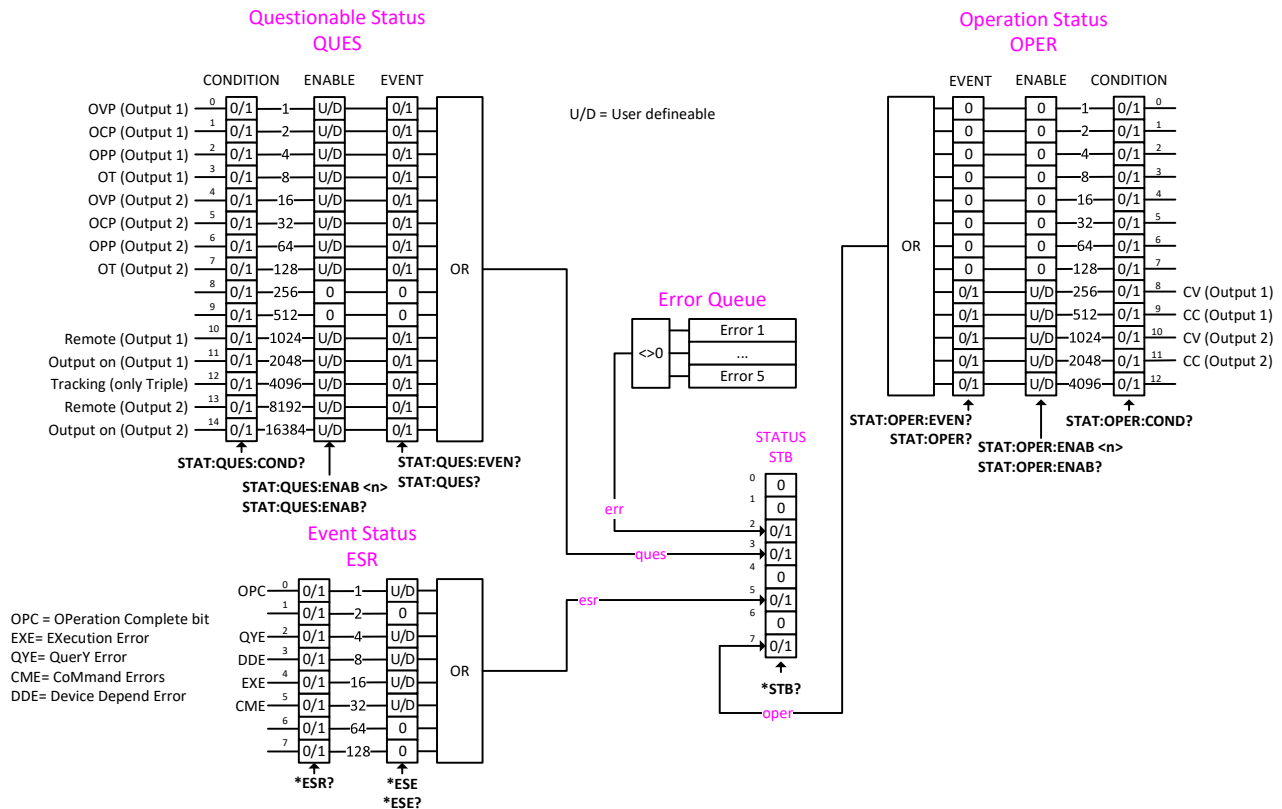 Questionable Status
QUES
CONDITION ENABLE EVENT
OVP (Output 1) 0 0/1 1 U/D 0/1
OCP (Output 1) 1 0/1 2 U/D 0/1
OPP (Output 1) 2 0/1 4 U/D 0/1
OT (Output 1) 3 0/1 8 U/D 0/1
OVP (Output 2) 4 0/1 16 U/D 0/1
OCP (Output 2) 5 0/1 32 U/D 0/1
OPP (Output 2) 6 0/1 64 U/D 0/1
OT (Output 2) 7 0/1 128 U/D 0/1
OR
8 0/1 256 0 0
9 0/1 512 0 0
Remote (Output 1) 10 0/1 1024 U/D 0/1
Output on (Output 1) 11 0/1 2048 U/D 0/1
Tracking (only Triple) 12 0/1 4096 U/D 0/1
Remote (Output 2) 13 0/1 8192 U/D 0/1
Output on (Output 2) 14 0/1 16384 U/D 0/1
STAT:QUES:COND?
STAT:QUES:ENAB <n>
STAT:QUES:ENAB?
STAT:QUES:EVEN?
STAT:QUES?
U/D = User defineable
Operation Status
OPER
EVENT ENABLE CONDITION
0 0 1 0/1 0
0 0 2 0/1 1
0 0 4 0/1 2
0 0 8 0/1 3
0 0 16 0/1 4
0 0 32 0/1 5
OR
0 0 64 0/1 6
0 0 128 0/1 7
0/1 U/D 256 0/1 8 CV (Output 1)
0/1 U/D 512 0/1 9 CC (Output 1)
0/1 U/D 1024 0/1 10 CV (Output 2)
0/1 U/D 2048 0/1 11 CC (Output 2)
0/1 U/D 4096 0/1 12
STAT:OPER:EVEN?
STAT:OPER?
STAT:OPER:ENAB <n>
STAT:OPER:ENAB?
STAT:OPER:COND?
Error Queue
<>0
Error 1
...
Error 5
STATUS
STB
0 0
1 0
err
2 0/1
ques
3 0/1
4 0
esr
5 0/1
6 0
7 0/1
*STB?
oper
Event Status
ESR
OPC 0 0/1 1 U/D
1 0/1 2 0
QYE 2 0/1 4 U/D
DDE 3 0/1 8 U/D
OR
EXE 4 0/1 16 U/D
CME 5 0/1 32 U/D
6 0/1 64 0
7 0/1 128 0
*ESR?
*ESE
*ESE?
OPC = OPeration Complete bit
EXE= EXecution Error
QYE= QuerY Error
CME= CoMmand Errors
DDE= Device Depend Error